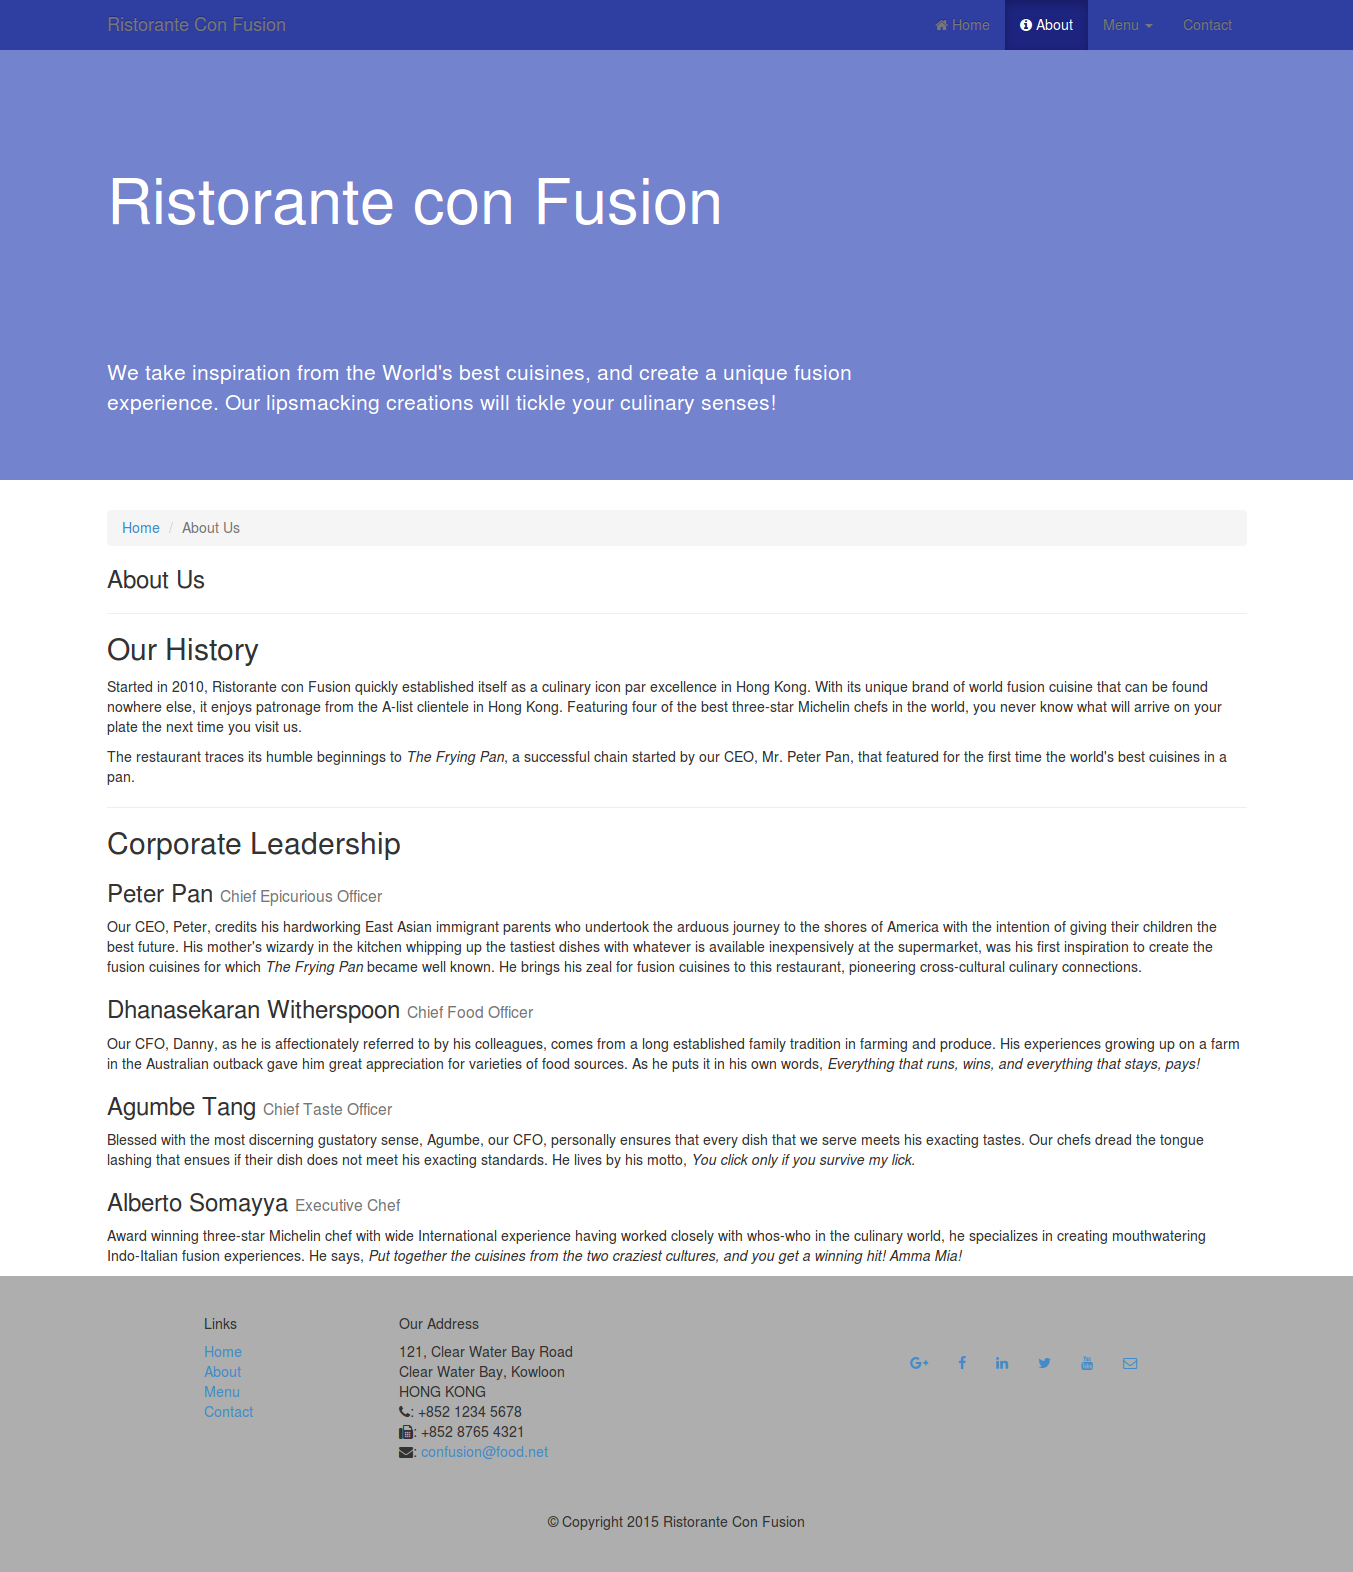 Ristorante Con Fusion
Home About Menu Contact
Ristorante con Fusion
We take inspiration from the World's best cuisines, and create a unique fusion
experience. Our lipsmacking creations will tickle your culinary senses!
Home / About Us
About Us
Our History
Started in 2010, Ristorante con Fusion quickly established itself as a culinary icon par excellence in Hong Kong. With its unique brand of world fusion cuisine that can be found
nowhere else, it enjoys patronage from the A-list clientele in Hong Kong. Featuring four of the best three-star Michelin chefs in the world, you never know what will arrive on your
plate the next time you visit us.
The restaurant traces its humble beginnings to The Frying Pan, a successful chain started by our CEO, Mr. Peter Pan, that featured for the first time the world's best cuisines in a
pan.
Corporate Leadership
Peter Pan Chief Epicurious Officer
Our CEO, Peter, credits his hardworking East Asian immigrant parents who undertook the arduous journey to the shores of America with the intention of giving their children the
best future. His mother's wizardy in the kitchen whipping up the tastiest dishes with whatever is available inexpensively at the supermarket, was his first inspiration to create the
fusion cuisines for which The Frying Pan became well known. He brings his zeal for fusion cuisines to this restaurant, pioneering cross-cultural culinary connections.
Dhanasekaran Witherspoon Chief Food Officer
Our CFO, Danny, as he is affectionately referred to by his colleagues, comes from a long established family tradition in farming and produce. His experiences growing up on a farm
in the Australian outback gave him great appreciation for varieties of food sources. As he puts it in his own words, Everything that runs, wins, and everything that stays, pays!
Agumbe Tang Chief Taste Officer
Blessed with the most discerning gustatory sense, Agumbe, our CFO, personally ensures that every dish that we serve meets his exacting tastes. Our chefs dread the tongue
lashing that ensues if their dish does not meet his exacting standards. He lives by his motto, You click only if you survive my lick.
Alberto Somayya Executive Chef
Award winning three-star Michelin chef with wide International experience having worked closely with whos-who in the culinary world, he specializes in creating mouthwatering
Indo-Italian fusion experiences. He says, Put together the cuisines from the two craziest cultures, and you get a winning hit! Amma Mia!
Links
Home
About
Menu
Contact
Our Address
121, Clear Water Bay Road
Clear Water Bay, Kowloon
HONG KONG
: +852 1234 5678
: +852 8765 4321
: confusion@food.net
© Copyright 2015 Ristorante Con Fusion